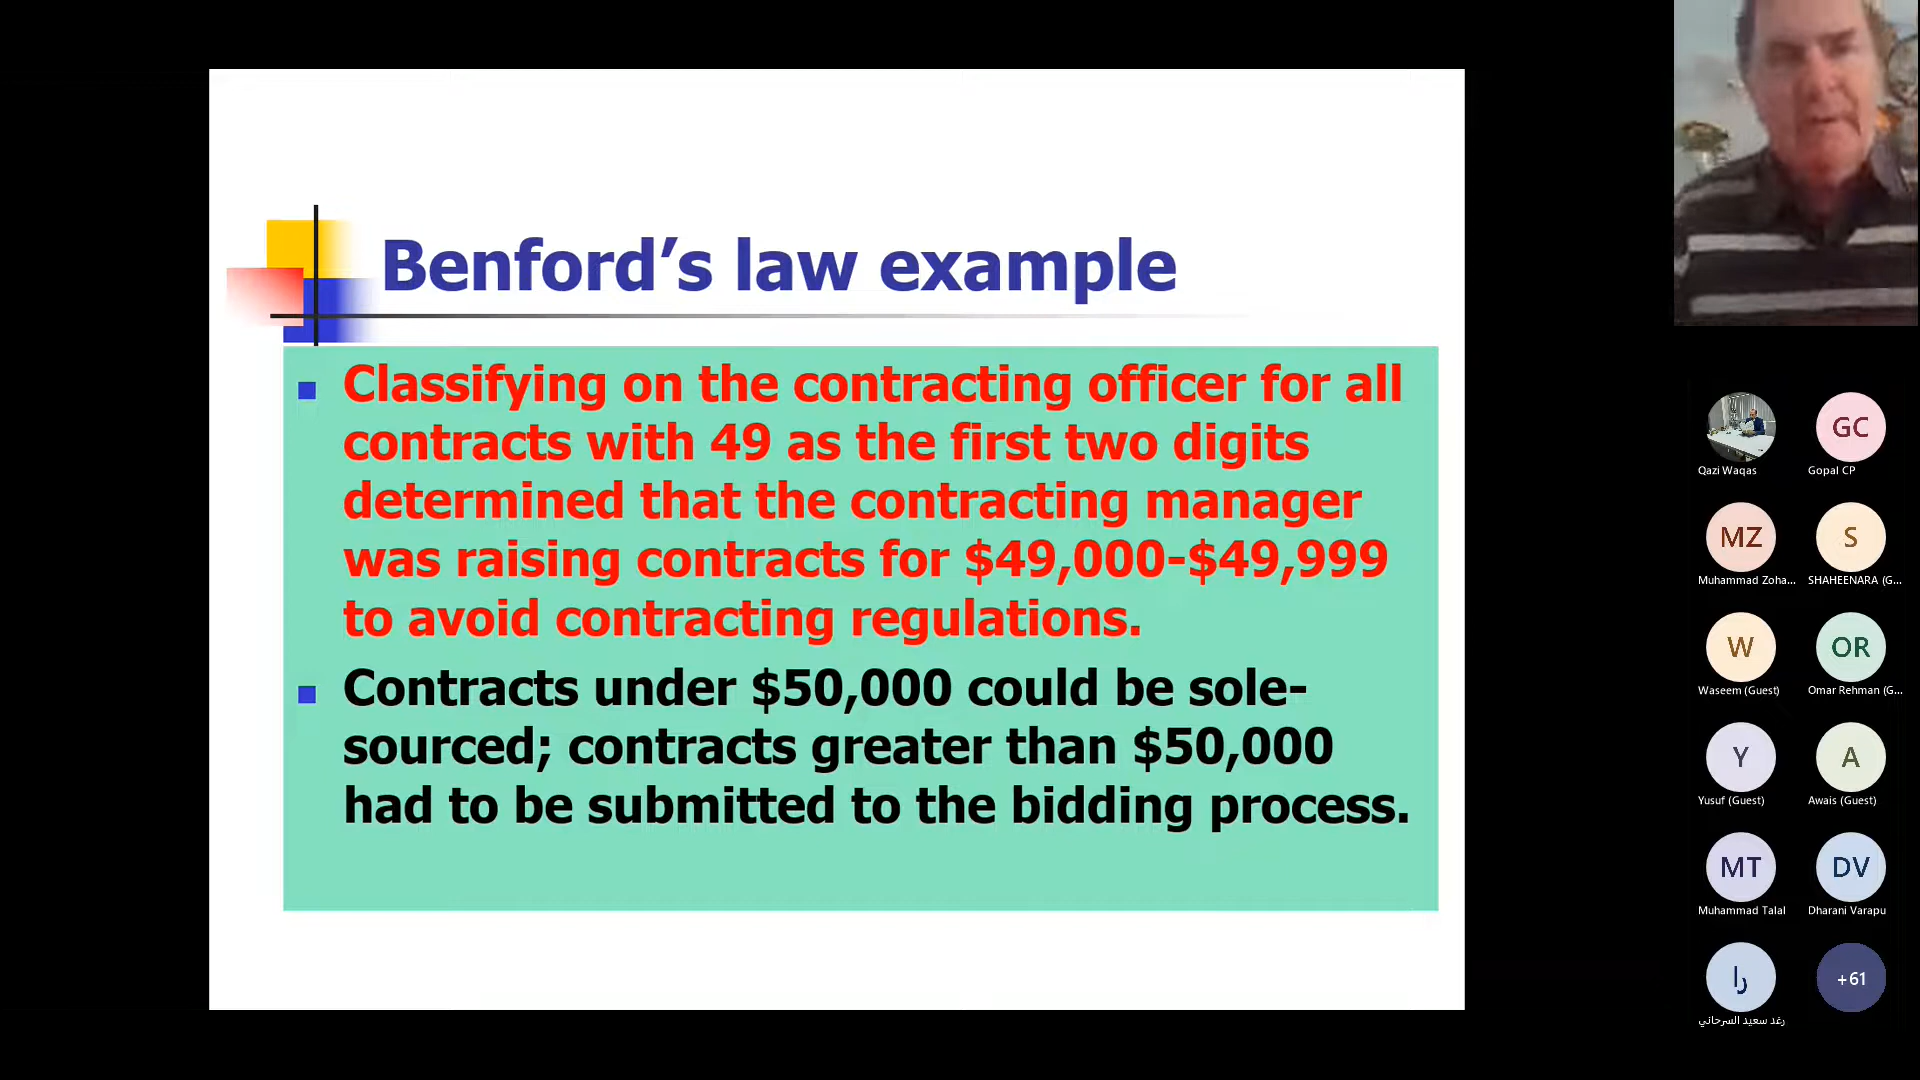 Benford’s law example
Classifying on the contracting officer for all
contracts with 49 as the first two digits
determined that the contracting manager
was raising contracts for $49,000-$49,999
to avoid contracting regulations.
Contracts under $50,000 could be sole-
sourced; contracts greater than $50,000
had to be submitted to the bidding process.
GC
Qazi Waqas
Gopal CP
MZ
S
Muhammad Zoha...
SHAHEENARA (G...
W
OR
Waseem (Guest)
Omar Rehman (G...
Y
A
Yusuf (Guest)
Awais (Guest)
MT
DV
Muhammad Talal
Dharani Varapu
را
+61
رغد سعيد السرحاني